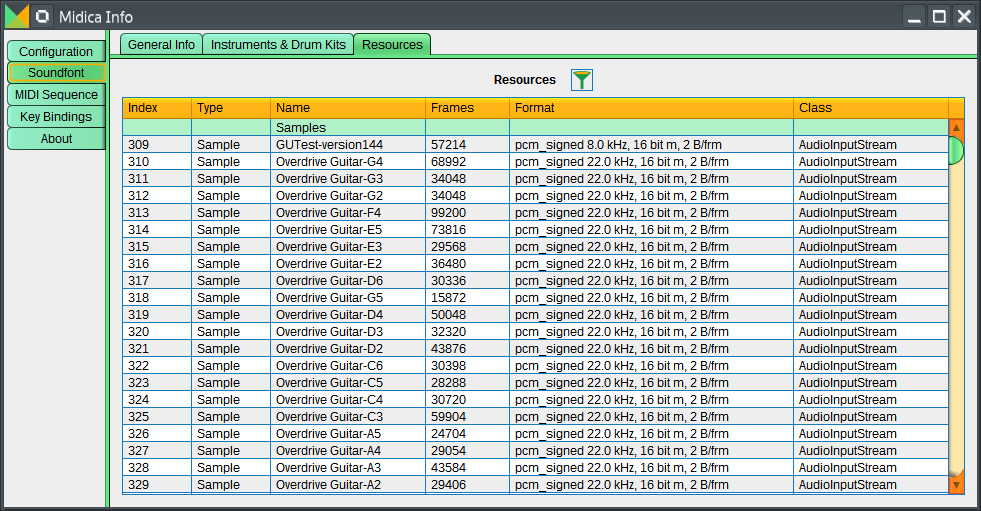 Midica Info
Configuration
Soundfont
MIDI Sequence
Key Bindings
About
General Info Instruments & Drum Kits Resources
Resources
Index Type Name Frames Format Class
Samples
309 Sample GUTest-version144 57214 pcm_signed 8.0 kHz, 16 bit m, 2 B/frm AudioInputStream
310 Sample Overdrive Guitar-G4 68992 pcm_signed 22.0 kHz, 16 bit m, 2 B/frm AudioInputStream
311 Sample Overdrive Guitar-G3 34048 pcm_signed 22.0 kHz, 16 bit m, 2 B/frm AudioInputStream
312 Sample Overdrive Guitar-G2 34048 pcm_signed 22.0 kHz, 16 bit m, 2 B/frm AudioInputStream
313 Sample Overdrive Guitar-F4 99200 pcm_signed 22.0 kHz, 16 bit m, 2 B/frm AudioInputStream
314 Sample Overdrive Guitar-E5 73816 pcm_signed 22.0 kHz, 16 bit m, 2 B/frm AudioInputStream
315 Sample Overdrive Guitar-E3 29568 pcm_signed 22.0 kHz, 16 bit m, 2 B/frm AudioInputStream
316 Sample Overdrive Guitar-E2 36480 pcm_signed 22.0 kHz, 16 bit m, 2 B/frm AudioInputStream
317 Sample Overdrive Guitar-D6 30336 pcm_signed 22.0 kHz, 16 bit m, 2 B/frm AudioInputStream
318 Sample Overdrive Guitar-G5 15872 pcm_signed 22.0 kHz, 16 bit m, 2 B/frm AudioInputStream
319 Sample Overdrive Guitar-D4 50048 pcm_signed 22.0 kHz, 16 bit m, 2 B/frm AudioInputStream
320 Sample Overdrive Guitar-D3 32320 pcm_signed 22.0 kHz, 16 bit m, 2 B/frm AudioInputStream
321 Sample Overdrive Guitar-D2 43876 pcm_signed 22.0 kHz, 16 bit m, 2 B/frm AudioInputStream
322 Sample Overdrive Guitar-C6 30398 pcm_signed 22.0 kHz, 16 bit m, 2 B/frm AudioInputStream
323 Sample Overdrive Guitar-C5 28288 pcm_signed 22.0 kHz, 16 bit m, 2 B/frm AudioInputStream
324 Sample Overdrive Guitar-C4 30720 pcm_signed 22.0 kHz, 16 bit m, 2 B/frm AudioInputStream
325 Sample Overdrive Guitar-C3 59904 pcm_signed 22.0 kHz, 16 bit m, 2 B/frm AudioInputStream
326 Sample Overdrive Guitar-A5 24704 pcm_signed 22.0 kHz, 16 bit m, 2 B/frm AudioInputStream
327 Sample Overdrive Guitar-A4 29054 pcm_signed 22.0 kHz, 16 bit m, 2 B/frm AudioInputStream
328 Sample Overdrive Guitar-A3 43584 pcm_signed 22.0 kHz, 16 bit m, 2 B/frm AudioInputStream
329 Sample Overdrive Guitar-A2 29406 pcm_signed 22.0 kHz, 16 bit m, 2 B/frm AudioInputStream